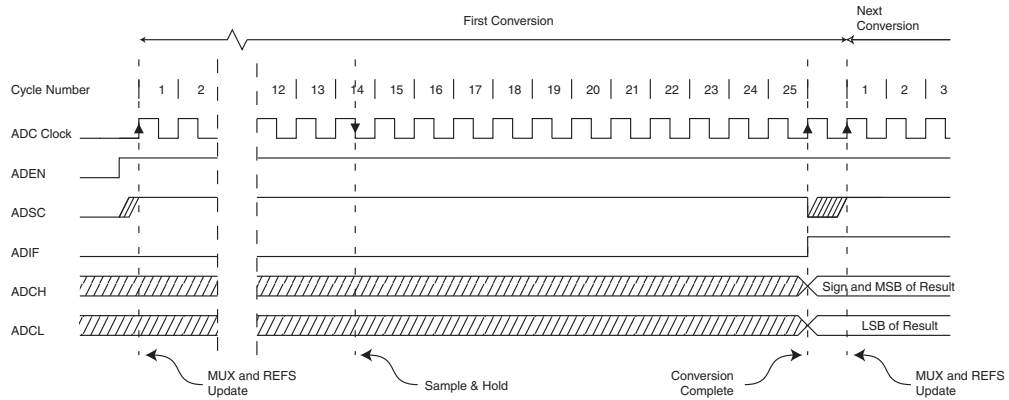 First Conversion
Next
Conversion
Cycle Number 1 2 12 13 14 15 16 17 18 19 20 21 22 23 24 25 1 2 3
ADC Clock
ADEN
ADSC
ADIF
ADCH Sign and MSB of Result
ADCL LSB of Result
MUX and REFS
Update
Sample & Hold
Conversion
Complete
MUX and REFS
Update